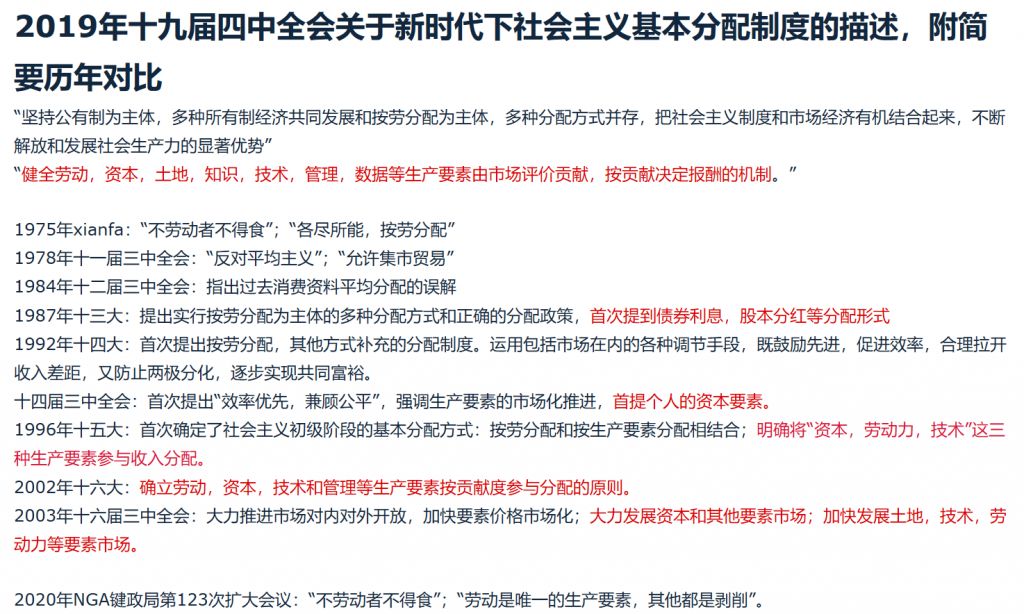 2019年十九届四中全会关于新时代下社会主义基本分配制度的描述，附简
要历年对比
“坚持公有制为主体，多种所有制经济共同发展和按劳分配为主体，多种分配方式并存，把社会主义制度和市场经济有机结合起来，不断
解放和发展社会生产力的显著优势”
“健全劳动，资本，土地，知识，技术，管理，数据等生产要素由市场评价贡献，按贡献决定报酬的机制。”
1975年xianfa：“不劳动者不得食”；“各尽所能，按劳分配”
1978年十一届三中全会：“反对平均主义”；“允许集市贸易”
1984年十二届三中全会：指出过去消费资料平均分配的误解
1987年十三大：提出实行按劳分配为主体的多种分配方式和正确的分配政策，首次提到债券利息，股本分红等分配形式
1992年十四大：首次提出按劳分配，其他方式补充的分配制度。运用包括市场在内的各种调节手段，既鼓励先进，促进效率，合理拉开
收入差距，又防止两极分化，逐步实现共同富裕。
十四届三中全会：首次提出“效率优先，兼顾公平”，强调生产要素的市场化推进，首提个人的资本要素。
1996年十五大：首次确定了社会主义初级阶段的基本分配方式：按劳分配和按生产要素分配相结合；明确将“资本，劳动力，技术”这三
种生产要素参与收入分配。
2002年十六大：确立劳动，资本，技术和管理等生产要素按贡献度参与分配的原则。
2003年十六届三中全会：大力推进市场对内对外开放，加快要素价格市场化；大力发展资本和其他要素市场；加快发展土地，技术，劳
动力等要素市场。
2020年NGA键政局第123次扩大会议：“不劳动者不得食”；“劳动是唯一的生产要素，其他都是剥削”。